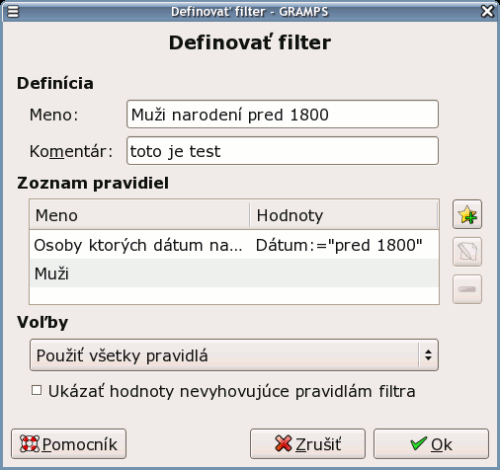 Definovať filter - GRAMPS
Definovať filter
Definícia
Meno: Muži narodení pred 1800
Komentár: toto je test
Zoznam pravidiel
Meno Hodnoty
Osoby ktorých dátum na... Dátum:="pred 1800"
Muži
Voľby
Použiť všetky pravidlá
Ukázať hodnoty nevyhovujúce pravidlám filtra
Pomocník Zrušiť Ok